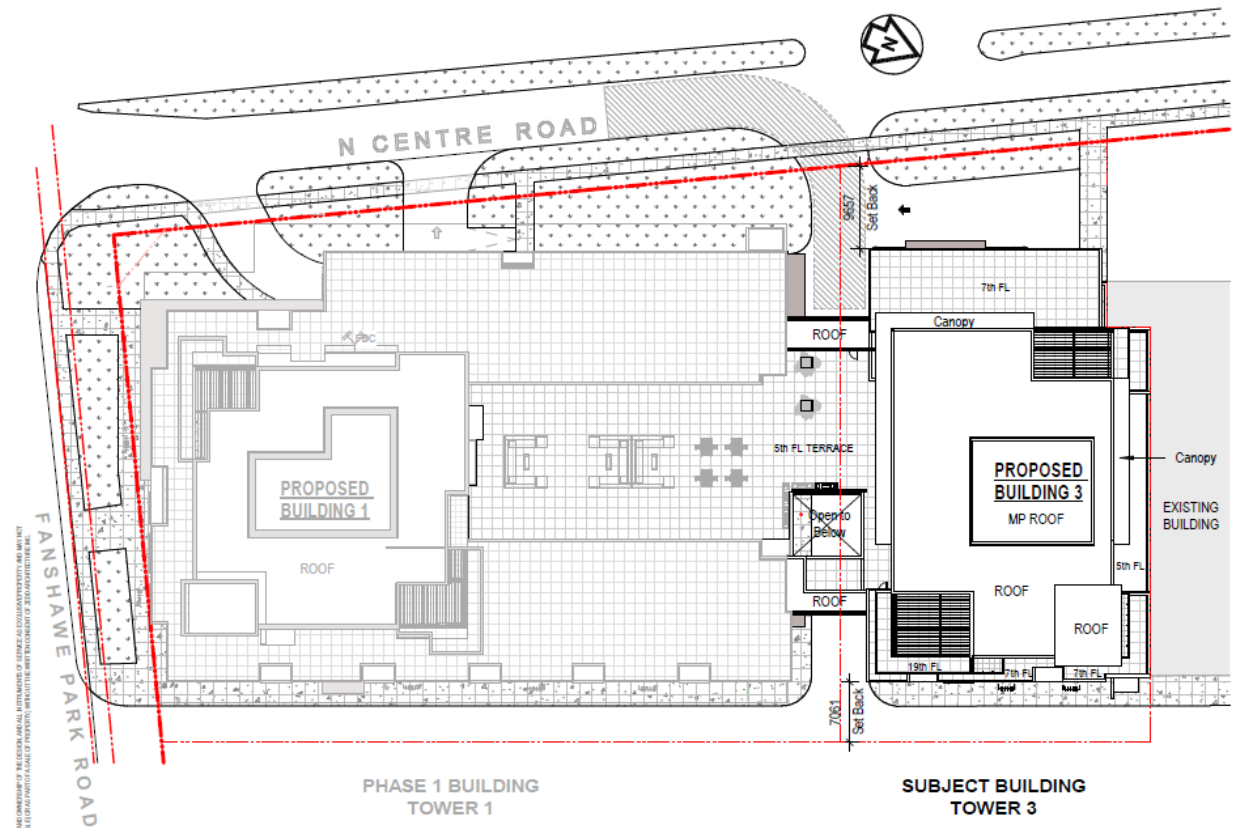 N
N CENTRE ROAD
9657
Set Back
7th FL
ROOF
Canopy
FDC
5th FL TERRACE
PROPOSED
BUILDING 1
ROOF
PROPOSED
BUILDING 3
MP ROOF
Canopy
EXISTING
BUILDING
Open to
Below
5th FL
ROOF
ROOF
ROOF
19th FL
7th FL
7th FL
7061
Set Back
FANSHAWE PARK ROAD
PHASE 1 BUILDING
TOWER 1
SUBJECT BUILDING
TOWER 3